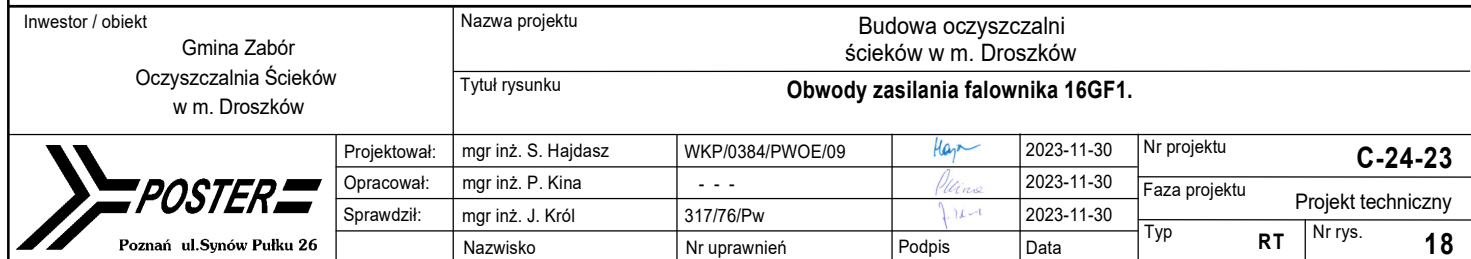 Inwestor / obiekt
Gmina Zabór
Oczyszczalnia Ścieków
w m. Droszków
Nazwa projektu
Budowa oczyszczalni
ścieków w m. Droszków
Tytuł rysunku
Obwody zasilania falownika 16GF1.
POSTER
Poznań ul.Synów Pułku 26
Projektował: mgr inż. S. Hajdasz WKP/0384/PWOE/09 2023-11-30
Opracował: mgr inż. P. Kina - - - 2023-11-30
Sprawdził: mgr inż. J. Król 317/76/Pw 2023-11-30
Nazwisko Nr uprawnień Podpis Data
Nr projektu C-24-23
Faza projektu Projekt techniczny
Typ RT Nr rys. 18